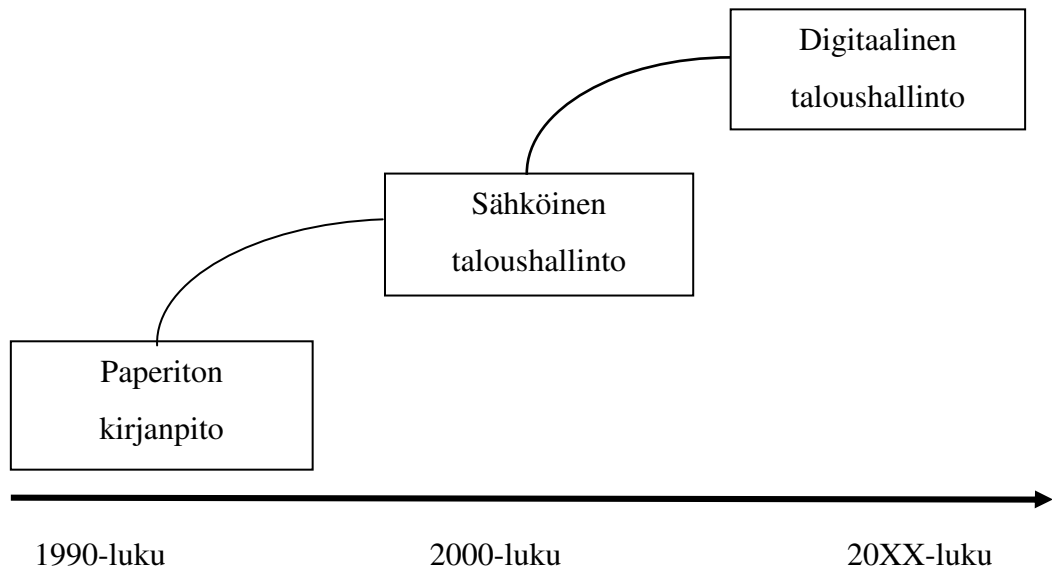 Digitaalinen
taloushallinto
Sähköinen
taloushallinto
Paperiton
kirjanpito
1990-luku
2000-luku
20XX-luku